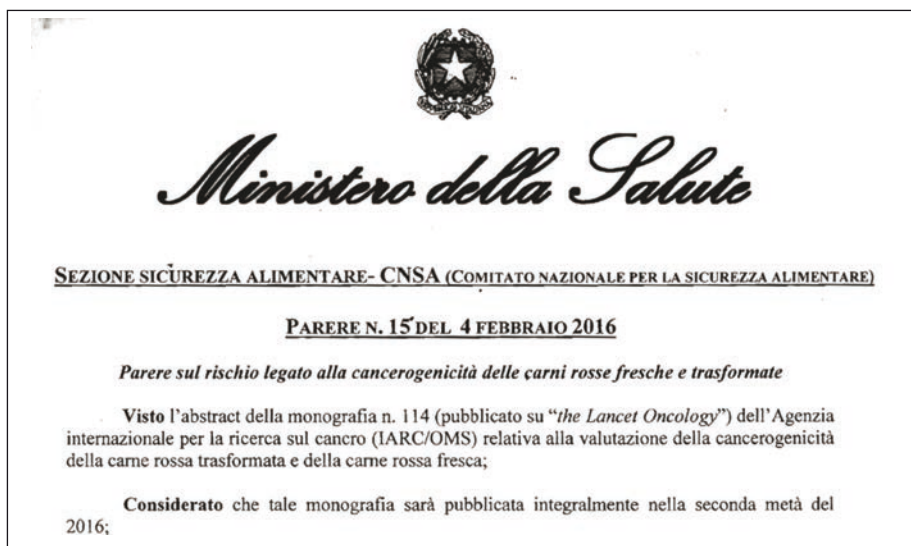 Ministero della Salute
SEZIONE SICUREZZA ALIMENTARE- CNSA (COMITATO NAZIONALE PER LA SICUREZZA ALIMENTARE)
PARERE N. 15 DEL 4 FEBBRAIO 2016
Parere sul rischio legato alla cancerogenicità delle carni rosse fresche e trasformate
Visto l'abstract della monografia n. 114 (pubblicato su “the Lancet Oncology”) dell'Agenzia
internazionale per la ricerca sul cancro (IARC/OMS) relativa alla valutazione della cancerogenicità
della carne rossa trasformata e della carne rossa fresca;
Considerato che tale monografia sarà pubblicata integralmente nella seconda metà del
2016;